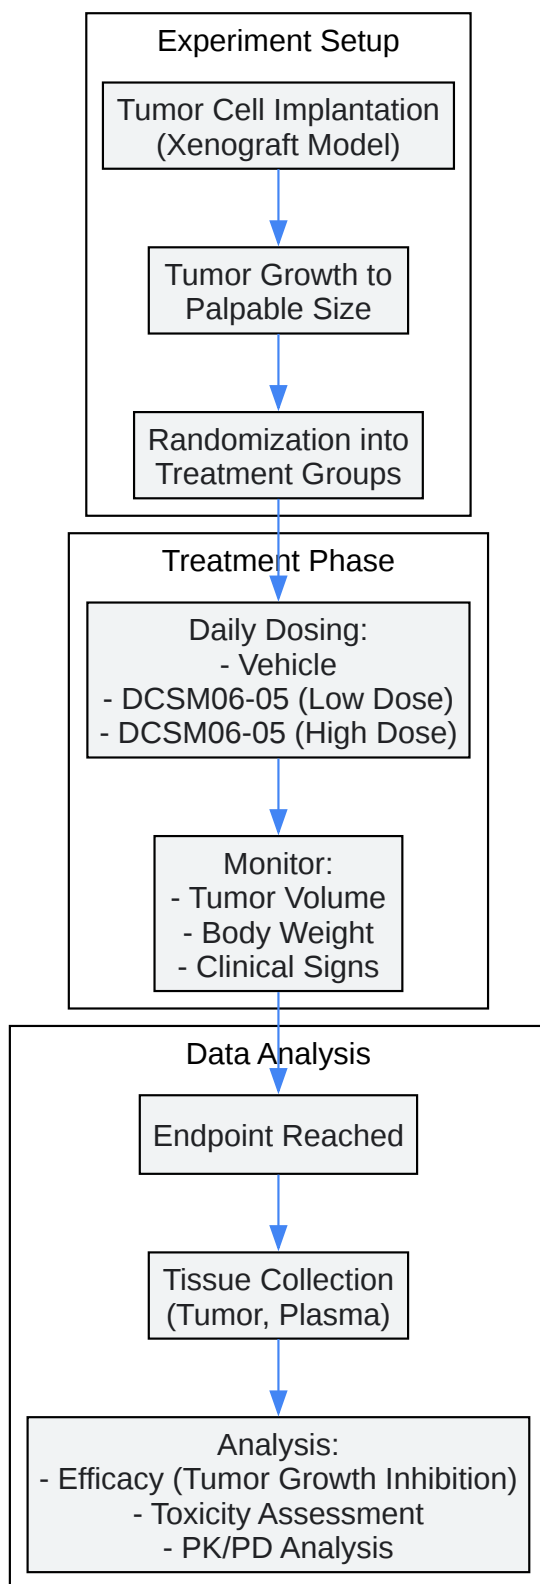 Experiment Setup
Tumor Cell Implantation
(Xenograft Model)
Tumor Growth to
Palpable Size
Randomization into
Treatment Groups
Treatment Phase
Daily Dosing:
- Vehicle
- DCSM06-05 (Low Dose)
- DCSM06-05 (High Dose)
Monitor:
- Tumor Volume
- Body Weight
- Clinical Signs
Data Analysis
Endpoint Reached
Tissue Collection
(Tumor, Plasma)
Analysis:
- Efficacy (Tumor Growth Inhibition)
- Toxicity Assessment
- PK/PD Analysis